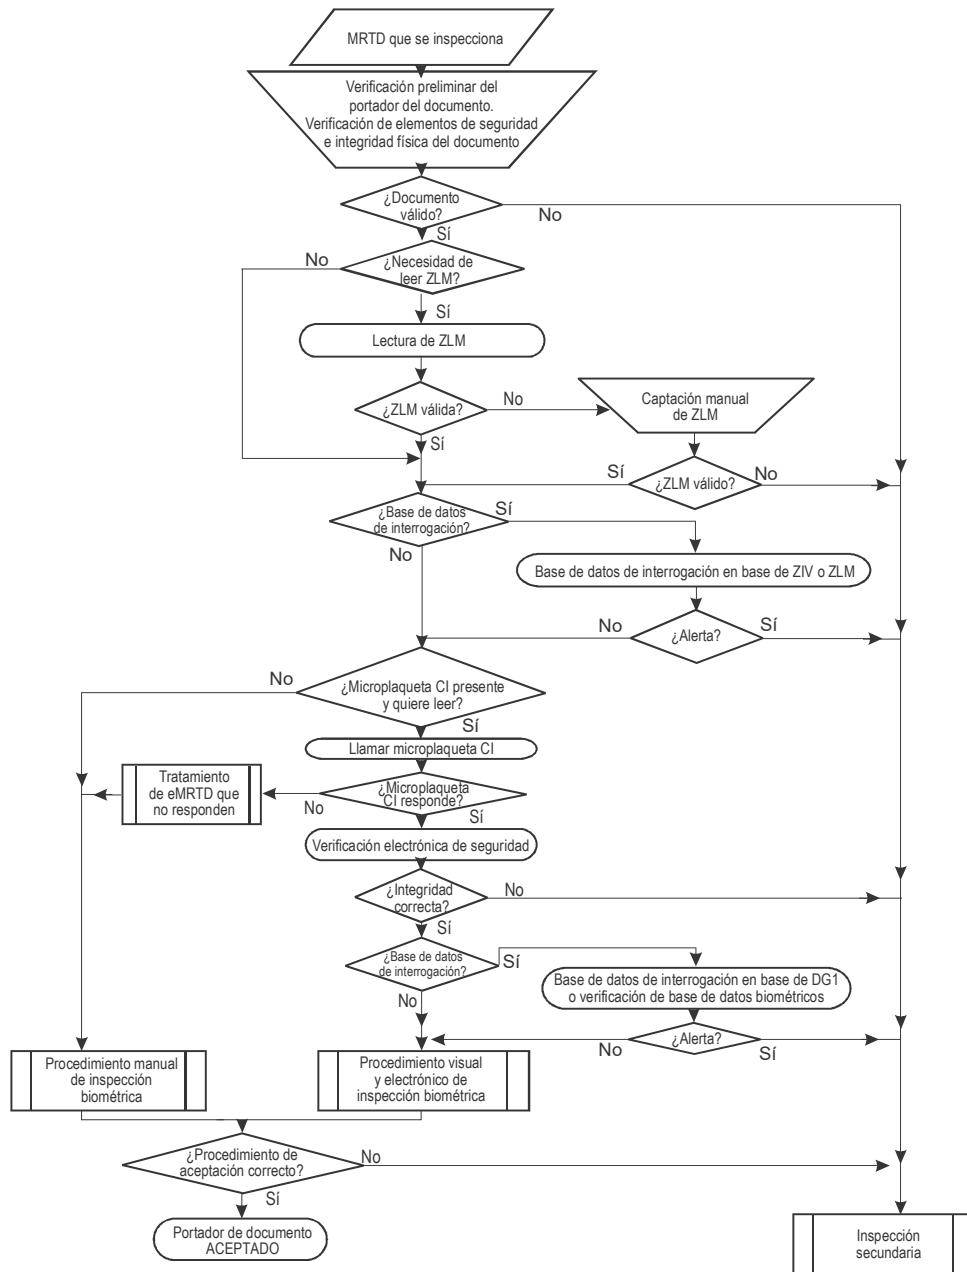 MRTD que se inspecciona
Verificación preliminar del
portador del documento.
Verificación de elementos de seguridad
e integridad física del documento
¿Documento
válido?
No
Sí
¿Necesidad de
leer ZLM?
No
Sí
Lectura de ZLM
¿ZLM válida?
No
Captación manual
de ZLM
Sí
Sí
¿ZLM válido?
No
¿Base de datos
de interrogación?
Sí
No
Base de datos de interrogación en base de ZIV o ZLM
No
¿Alerta?
Sí
No
¿Microplaqueta CI presente
y quiere leer?
Sí
Llamar microplaqueta CI
Tratamiento
de eMRTD que
no responden
¿Microplaqueta
CI responde?
No
Sí
Verificación electrónica de seguridad
¿Integridad
correcta?
No
Sí
¿Base de datos
de interrogación?
Sí
No
Base de datos de interrogación en base de DG1
o verificación de base de datos biométricos
No
¿Alerta?
Sí
Procedimiento manual
de inspección
biométrica
Procedimiento visual
y electrónico de
inspección biométrica
¿Procedimiento de
aceptación correcto?
No
Sí
Portador de documento
ACEPTADO
Inspección
secundaria